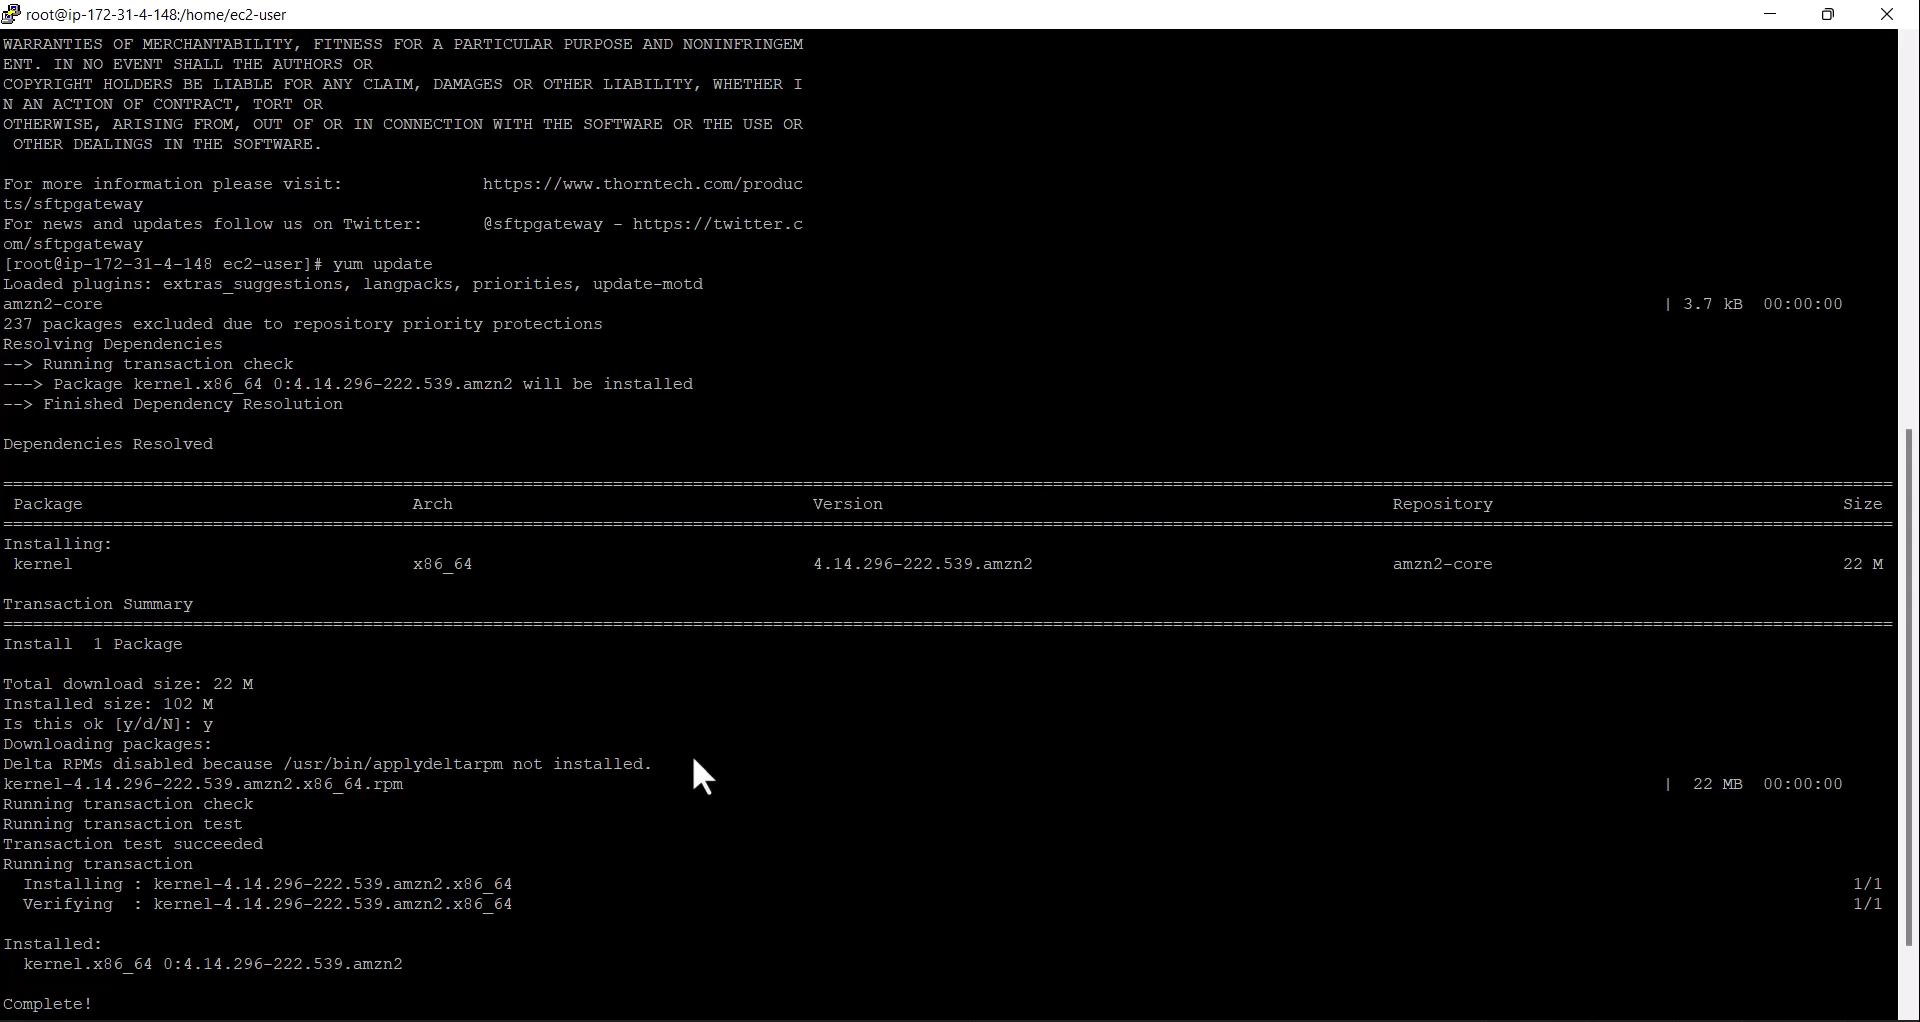 root@ip-172-31-4-148:/home/ec2-user
WARRANTIES OF MERCHANTABILITY, FITNESS FOR A PARTICULAR PURPOSE AND NONINFRINGEM
ENT. IN NO EVENT SHALL THE AUTHORS OR
COPYRIGHT HOLDERS BE LIABLE FOR ANY CLAIM, DAMAGES OR OTHER LIABILITY, WHETHER I
N AN ACTION OF CONTRACT, TORT OR
OTHERWISE, ARISING FROM, OUT OF OR IN CONNECTION WITH THE SOFTWARE OR THE USE OR
 OTHER DEALINGS IN THE SOFTWARE.
For more information please visit:              https://www.thorntech.com/produc
ts/sftpgateway
For news and updates follow us on Twitter:      @sftpgateway - https://twitter.c
om/sftpgateway
[root@ip-172-31-4-148 ec2-user]# yum update
Loaded plugins: extras_suggestions, langpacks, priorities, update-motd
amzn2-core | 3.7 kB  00:00:00
237 packages excluded due to repository priority protections
Resolving Dependencies
--> Running transaction check
---> Package kernel.x86_64 0:4.14.296-222.539.amzn2 will be installed
--> Finished Dependency Resolution
Dependencies Resolved
================================================================================
 Package Arch Version Repository Size
================================================================================
Installing:
 kernel x86_64 4.14.296-222.539.amzn2 amzn2-core 22 M
Transaction Summary
================================================================================
Install  1 Package
Total download size: 22 M
Installed size: 102 M
Is this ok [y/d/N]: y
Downloading packages:
Delta RPMs disabled because /usr/bin/applydeltarpm not installed.
kernel-4.14.296-222.539.amzn2.x86_64.rpm |  22 MB  00:00:00
Running transaction check
Running transaction test
Transaction test succeeded
Running transaction
  Installing : kernel-4.14.296-222.539.amzn2.x86_64 1/1
  Verifying  : kernel-4.14.296-222.539.amzn2.x86_64 1/1
Installed:
  kernel.x86_64 0:4.14.296-222.539.amzn2
Complete!